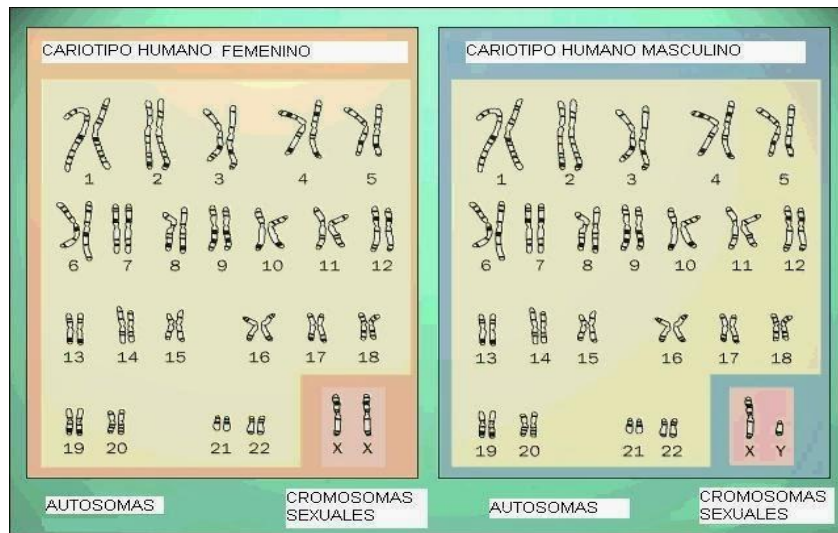 CARIOTIPO HUMANO FEMENINO
1 2 3 4 5
6 7 8 9 10 11 12
13 14 15 16 17 18
19 20 21 22 X X
AUTOSOMAS
CROMOSOMAS
SEXUALES
CARIOTIPO HUMANO MASCULINO
1 2 3 4 5
6 7 8 9 10 11 12
13 14 15 16 17 18
19 20 21 22 X Y
AUTOSOMAS
CROMOSOMAS
SEXUALES